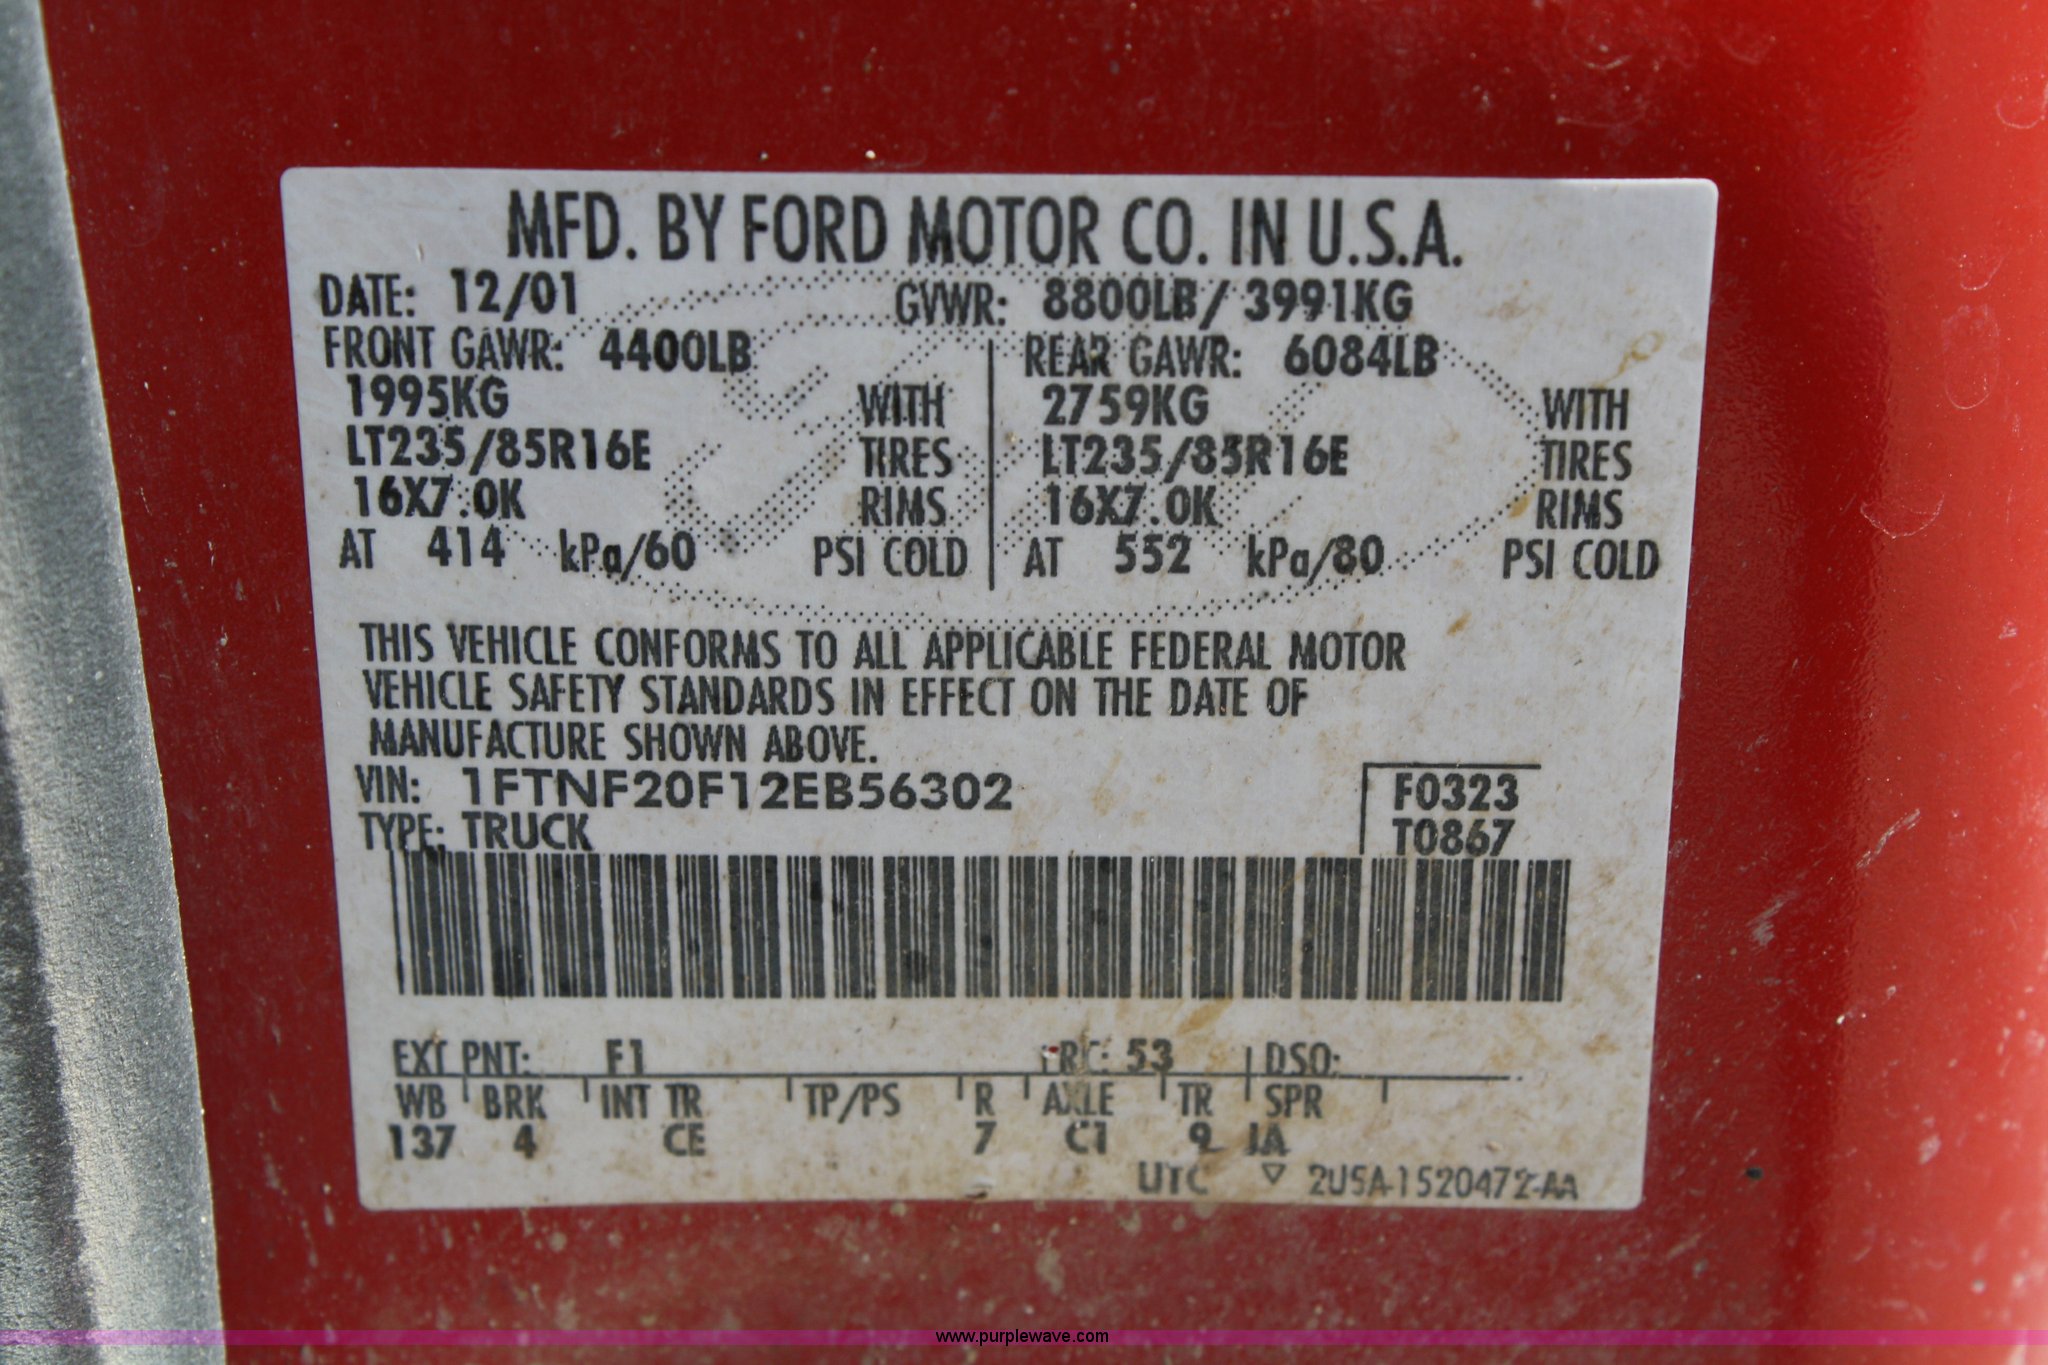 MFD. BY FORD MOTOR CO. IN U.S.A.
DATE: 12/01 GVWR: 8800LB/ 3991KG
FRONT GAWR: 4400LB REAR GAWR: 6084LB
1995KG WITH 2759KG WITH
LT235/85R16E TIRES LT235/85R16E TIRES
16X7.0K RIMS 16X7.0K RIMS
AT 414 kPa/60 PSI COLD AT 552 kPa/80 PSI COLD
THIS VEHICLE CONFORMS TO ALL APPLICABLE FEDERAL MOTOR
VEHICLE SAFETY STANDARDS IN EFFECT ON THE DATE OF
MANUFACTURE SHOWN ABOVE.
VIN: 1FTNF20F12EB56302 F0323
TYPE: TRUCK T0867
EXT PNT: F1 RC: 53 DSO:
WB BRK INT TR TP/PS R AXLE TR SPR
137 4 CE 7 C1 9 JA
UTC ▽ 2U5A-1520472-AA
www.purplewave.com